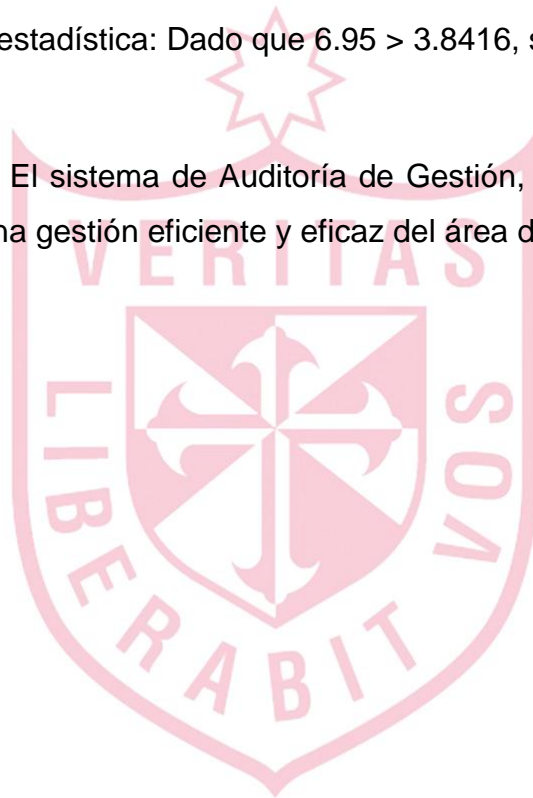 estadística: Dado que 6.95 > 3.8416, s
El sistema de Auditoría de Gestión,
na gestión eficiente y eficaz del área d
VERITAS
LIBERABIT
VOS